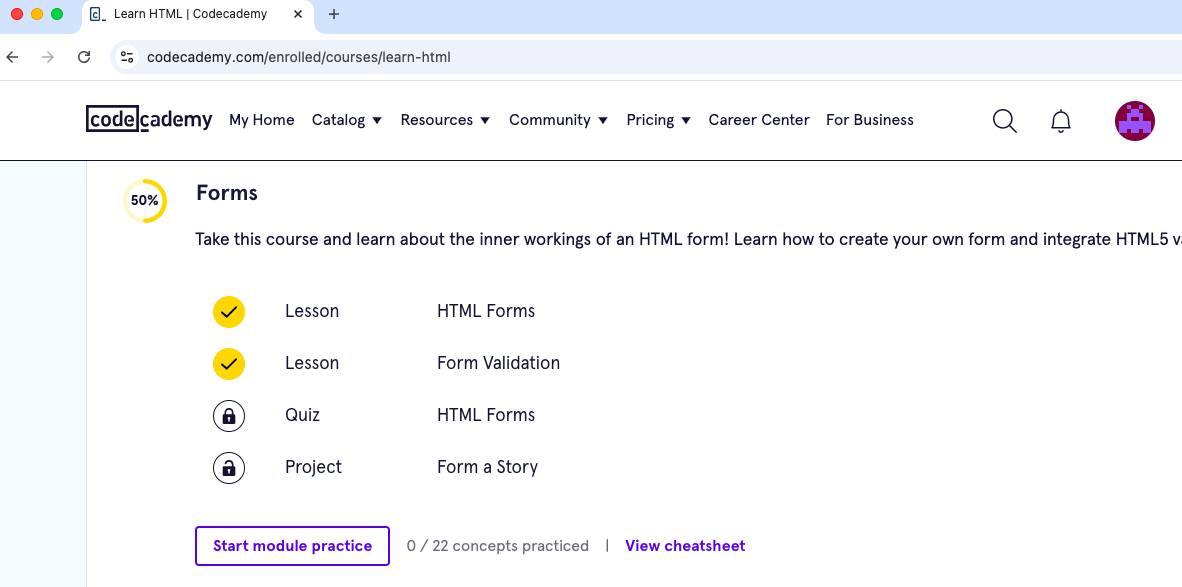 Learn HTML | Codecademy
codecademy.com/enrolled/courses/learn-html
codecademy My Home Catalog Resources Community Pricing Career Center For Business
50% Forms
Take this course and learn about the inner workings of an HTML form! Learn how to create your own form and integrate HTML5
Lesson HTML Forms
Lesson Form Validation
Quiz HTML Forms
Project Form a Story
Start module practice 0 / 22 concepts practiced | View cheatsheet